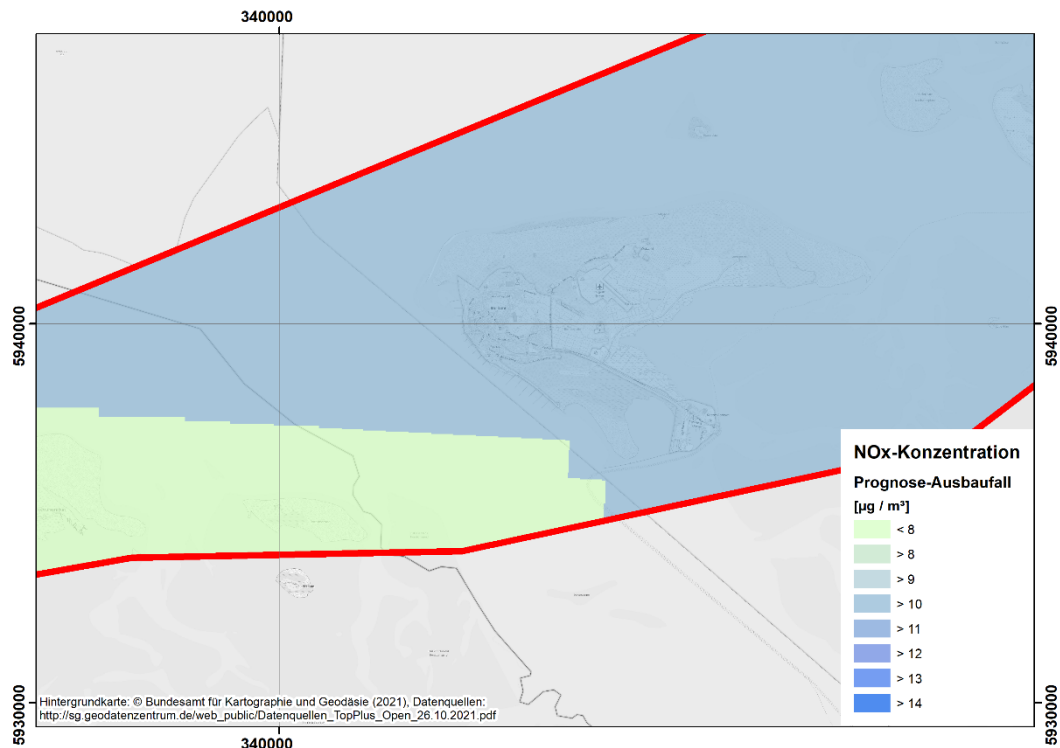 340000
5940000
5940000
NOx-Konzentration
Prognose-Ausbaufall
[µg / m³]
< 8
> 8
> 9
> 10
> 11
> 12
> 13
> 14
Hintergrundkarte: © Bundesamt für Kartographie und Geodäsie (2021), Datenquellen:
http://sg.geodatenzentrum.de/web_public/Datenquellen_TopPlus_Open_26.10.2021.pdf
5930000
5930000
340000